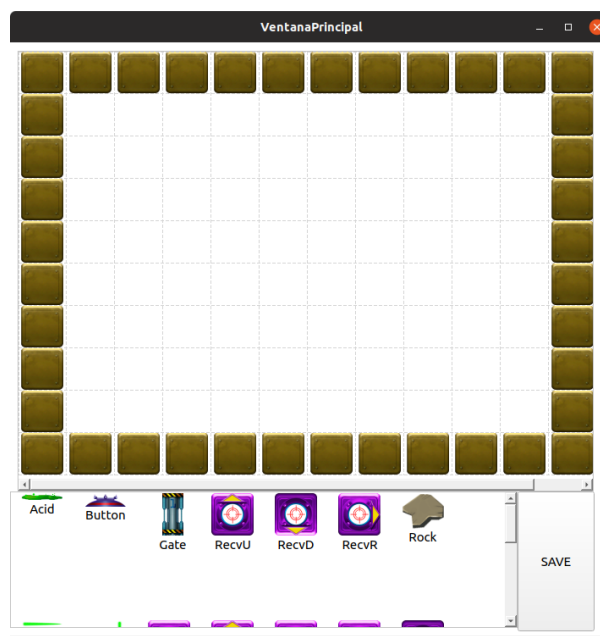 VentanaPrincipal
Acid
Button
Gate
RecvU
RecvD
RecvR
Rock
SAVE